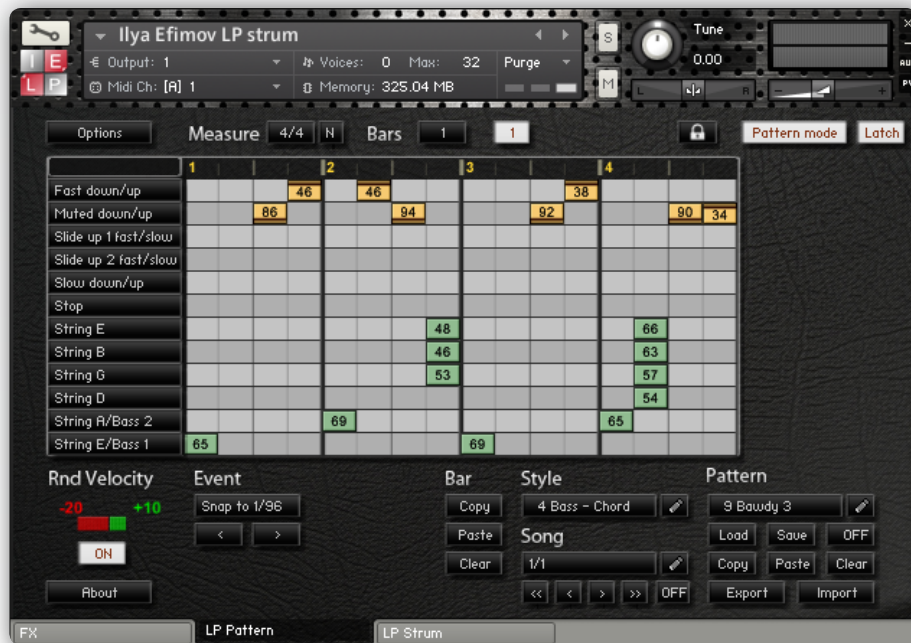 Ilya Efimov LP strum
S
Tune
0.00
I E
L P
Output: 1
Voices: 0 Max: 32 Purge
Midi Ch: [A] 1
Memory: 325.04 MB
M
L R
- +
Options
Measure 4/4 N Bars 1 1
Pattern mode Latch
1 2 3 4
Fast down/up 46 46 38
Muted down/up 86 94 92 90 34
Slide up 1 fast/slow
Slide up 2 fast/slow
Slow down/up
Stop
String E 48 66
String B 46 63
String G 53 57
String D 54
String A/Bass 2 69 65
String E/Bass 1 65 69
Rnd Velocity Event Bar Style Pattern
-20 +10 Snap to 1/96 Copy 4 Bass - Chord 9 Bawdy 3
< > Paste Song Load Save OFF
ON Clear 1/1 Copy Paste Clear
About << < > >> OFF Export Import
FX LP Pattern LP Strum